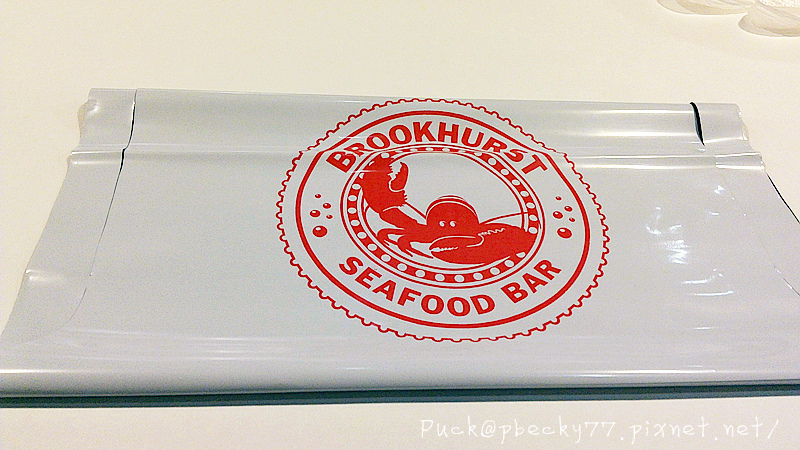 BROOKHURST
SEAFOOD BAR
Puck@pbecky77.pixnet.net/